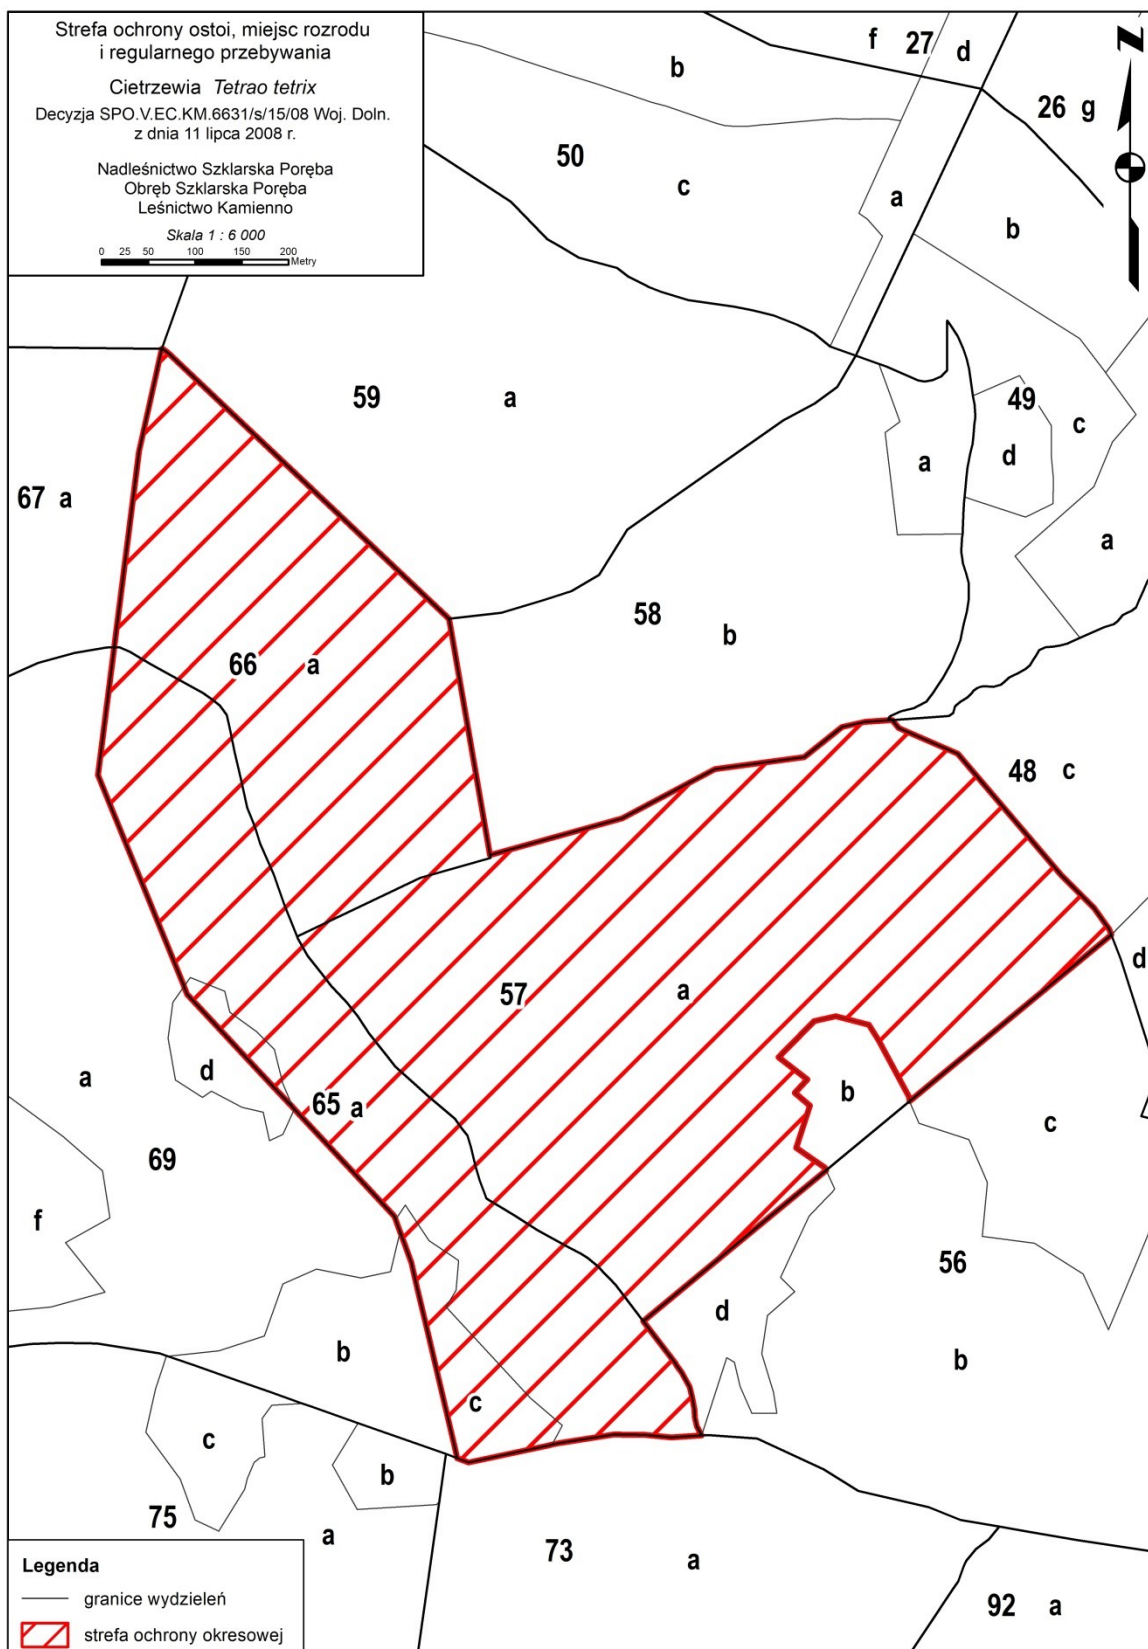 Strefa ochrony ostoi, miejsc rozrodu
i regularnego przebywania
Cietrzewia Tetrao tetrix
Decyzja SPO.V.EC.KM.6631/s/15/08 Woj. Doln.
z dnia 11 lipca 2008 r.
Nadleśnictwo Szklarska Poręba
Obręb Szklarska Poręba
Leśnictwo Kamienno
Skala 1 : 6 000
0 25 50 100 150 200
Metry
f 27 d
b
26 g
Z
50
c
a
b
59 a
49
c
a d
67 a
a
58
b
66 a
48 c
d
57 a
a
d
b
65 a
c
69
f
56
d
b
b
c
c
b
75
a
73 a
92 a
Legenda
granice wydzieleń
strefa ochrony okresowej